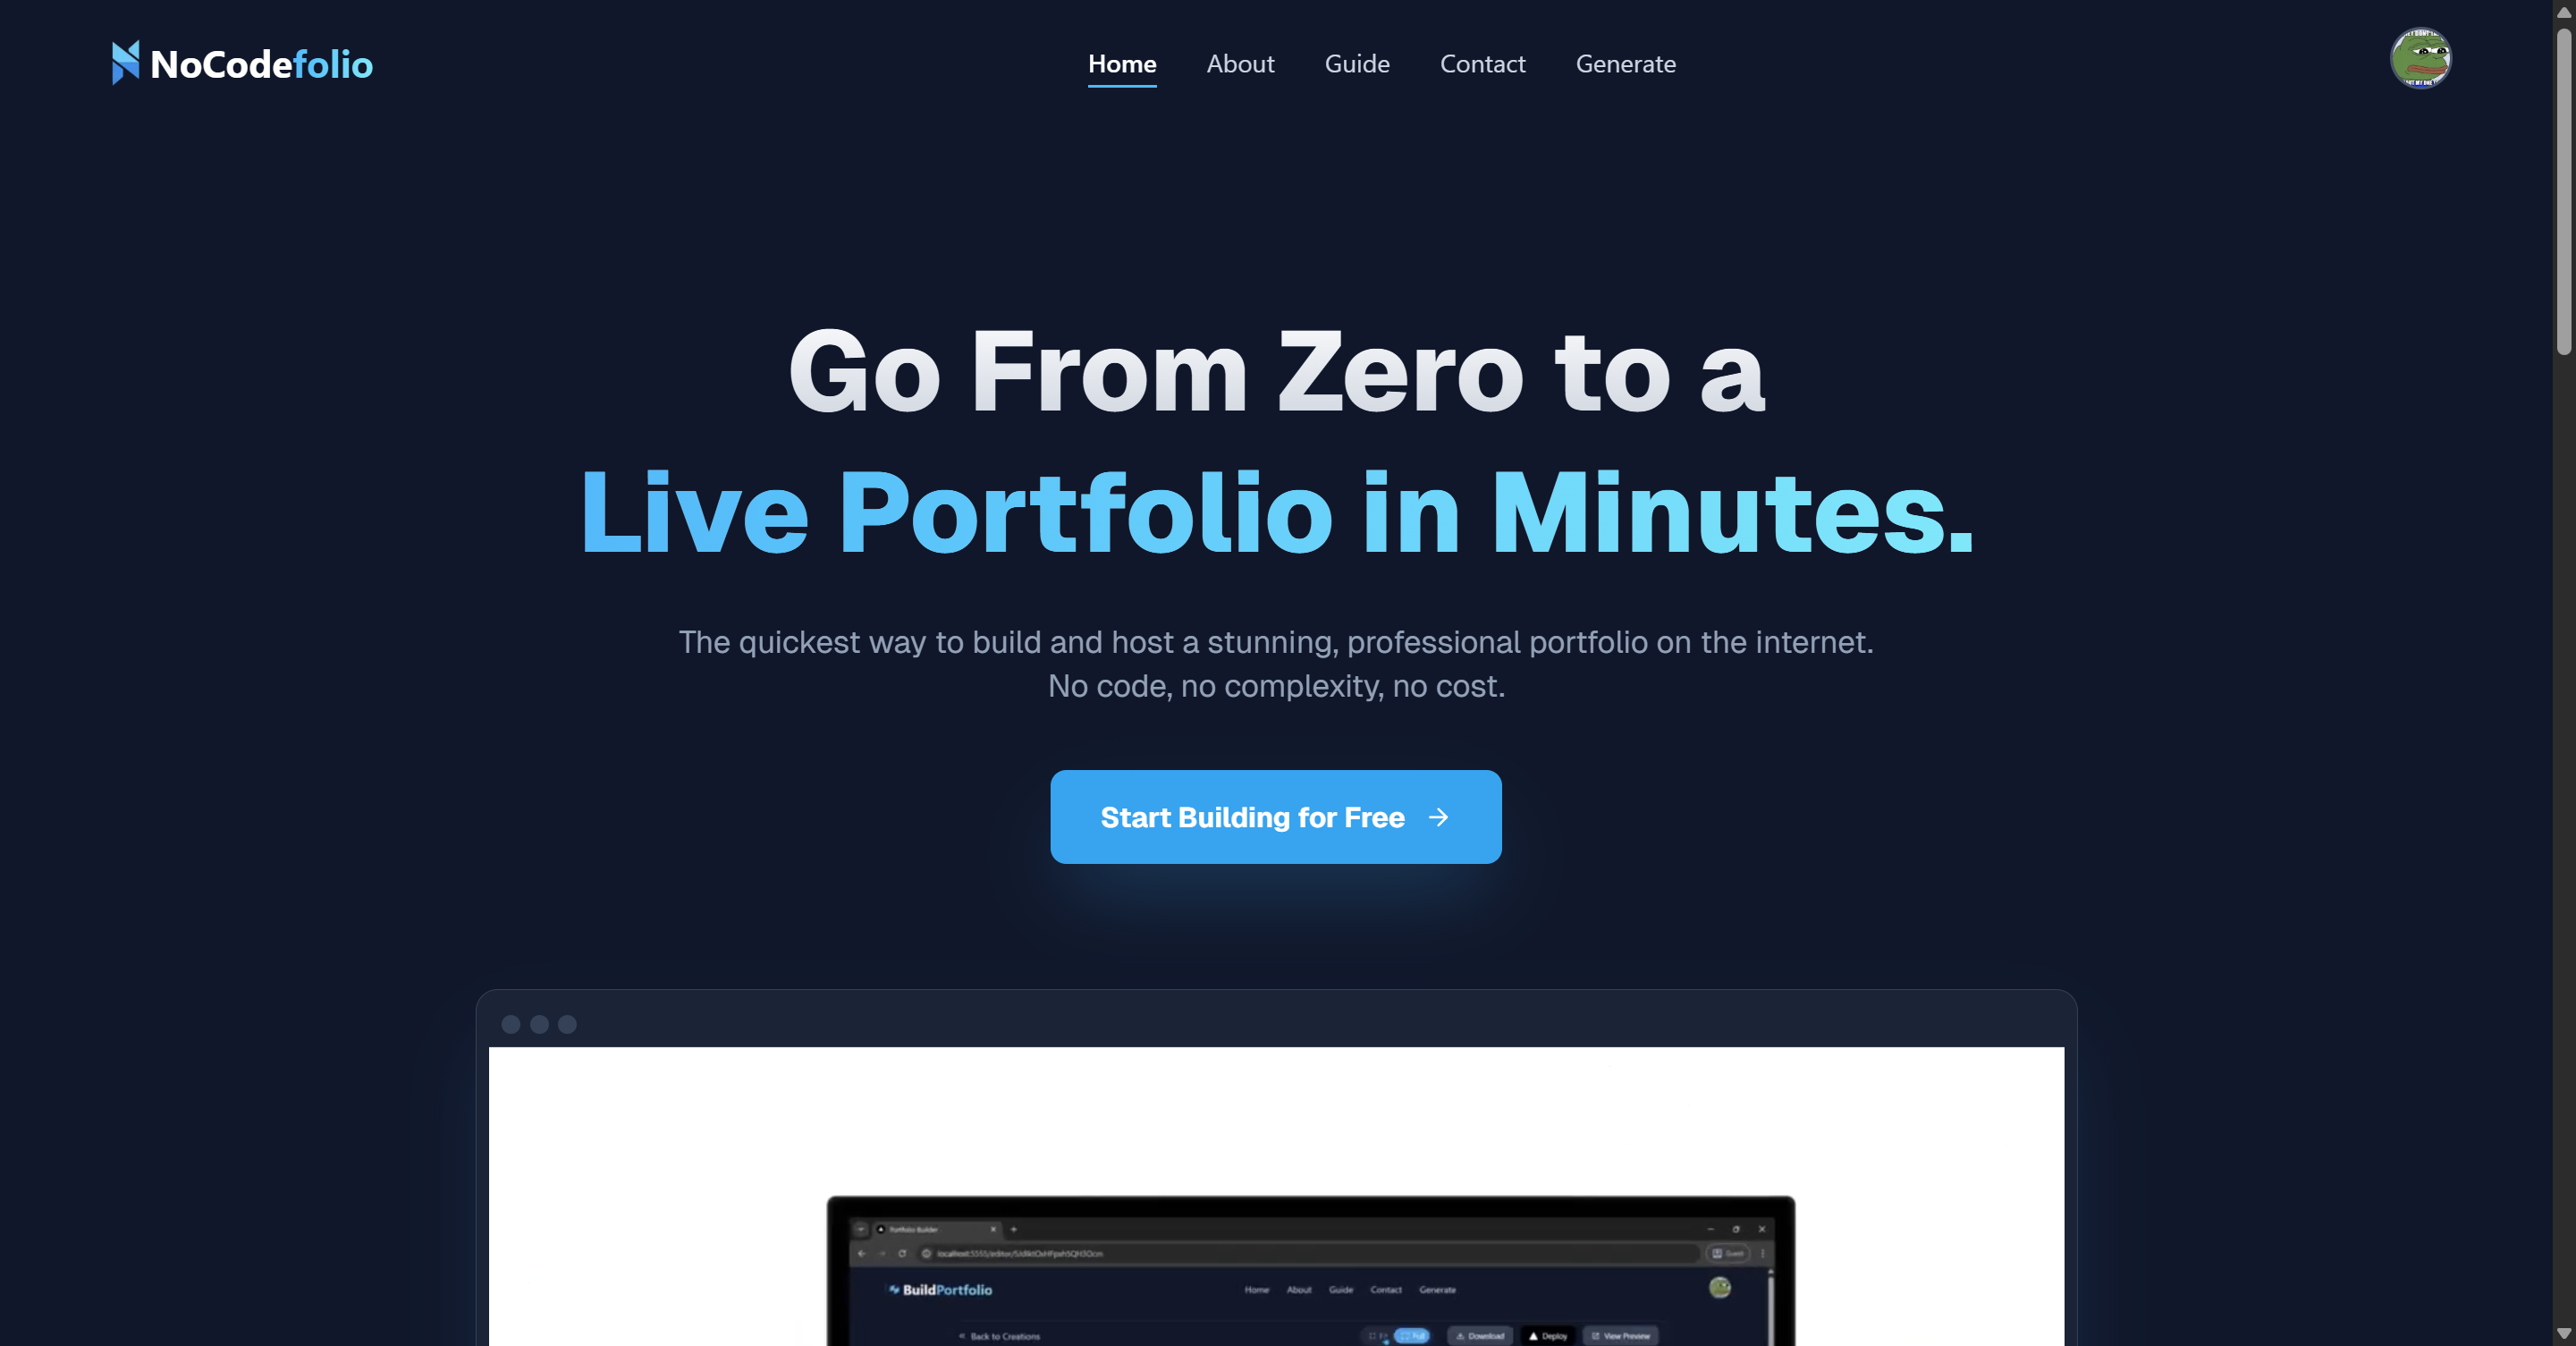 NoCodefolio
Home About Guide Contact Generate
Go From Zero to a
Live Portfolio in Minutes.
The quickest way to build and host a stunning, professional portfolio on the internet.
No code, no complexity, no cost.
Start Building for Free
Portfolio Builder
BuildPortfolio
Home About Guide Contact Generate
Guest
Back to Creations
Full
Download
Deploy
View Preview